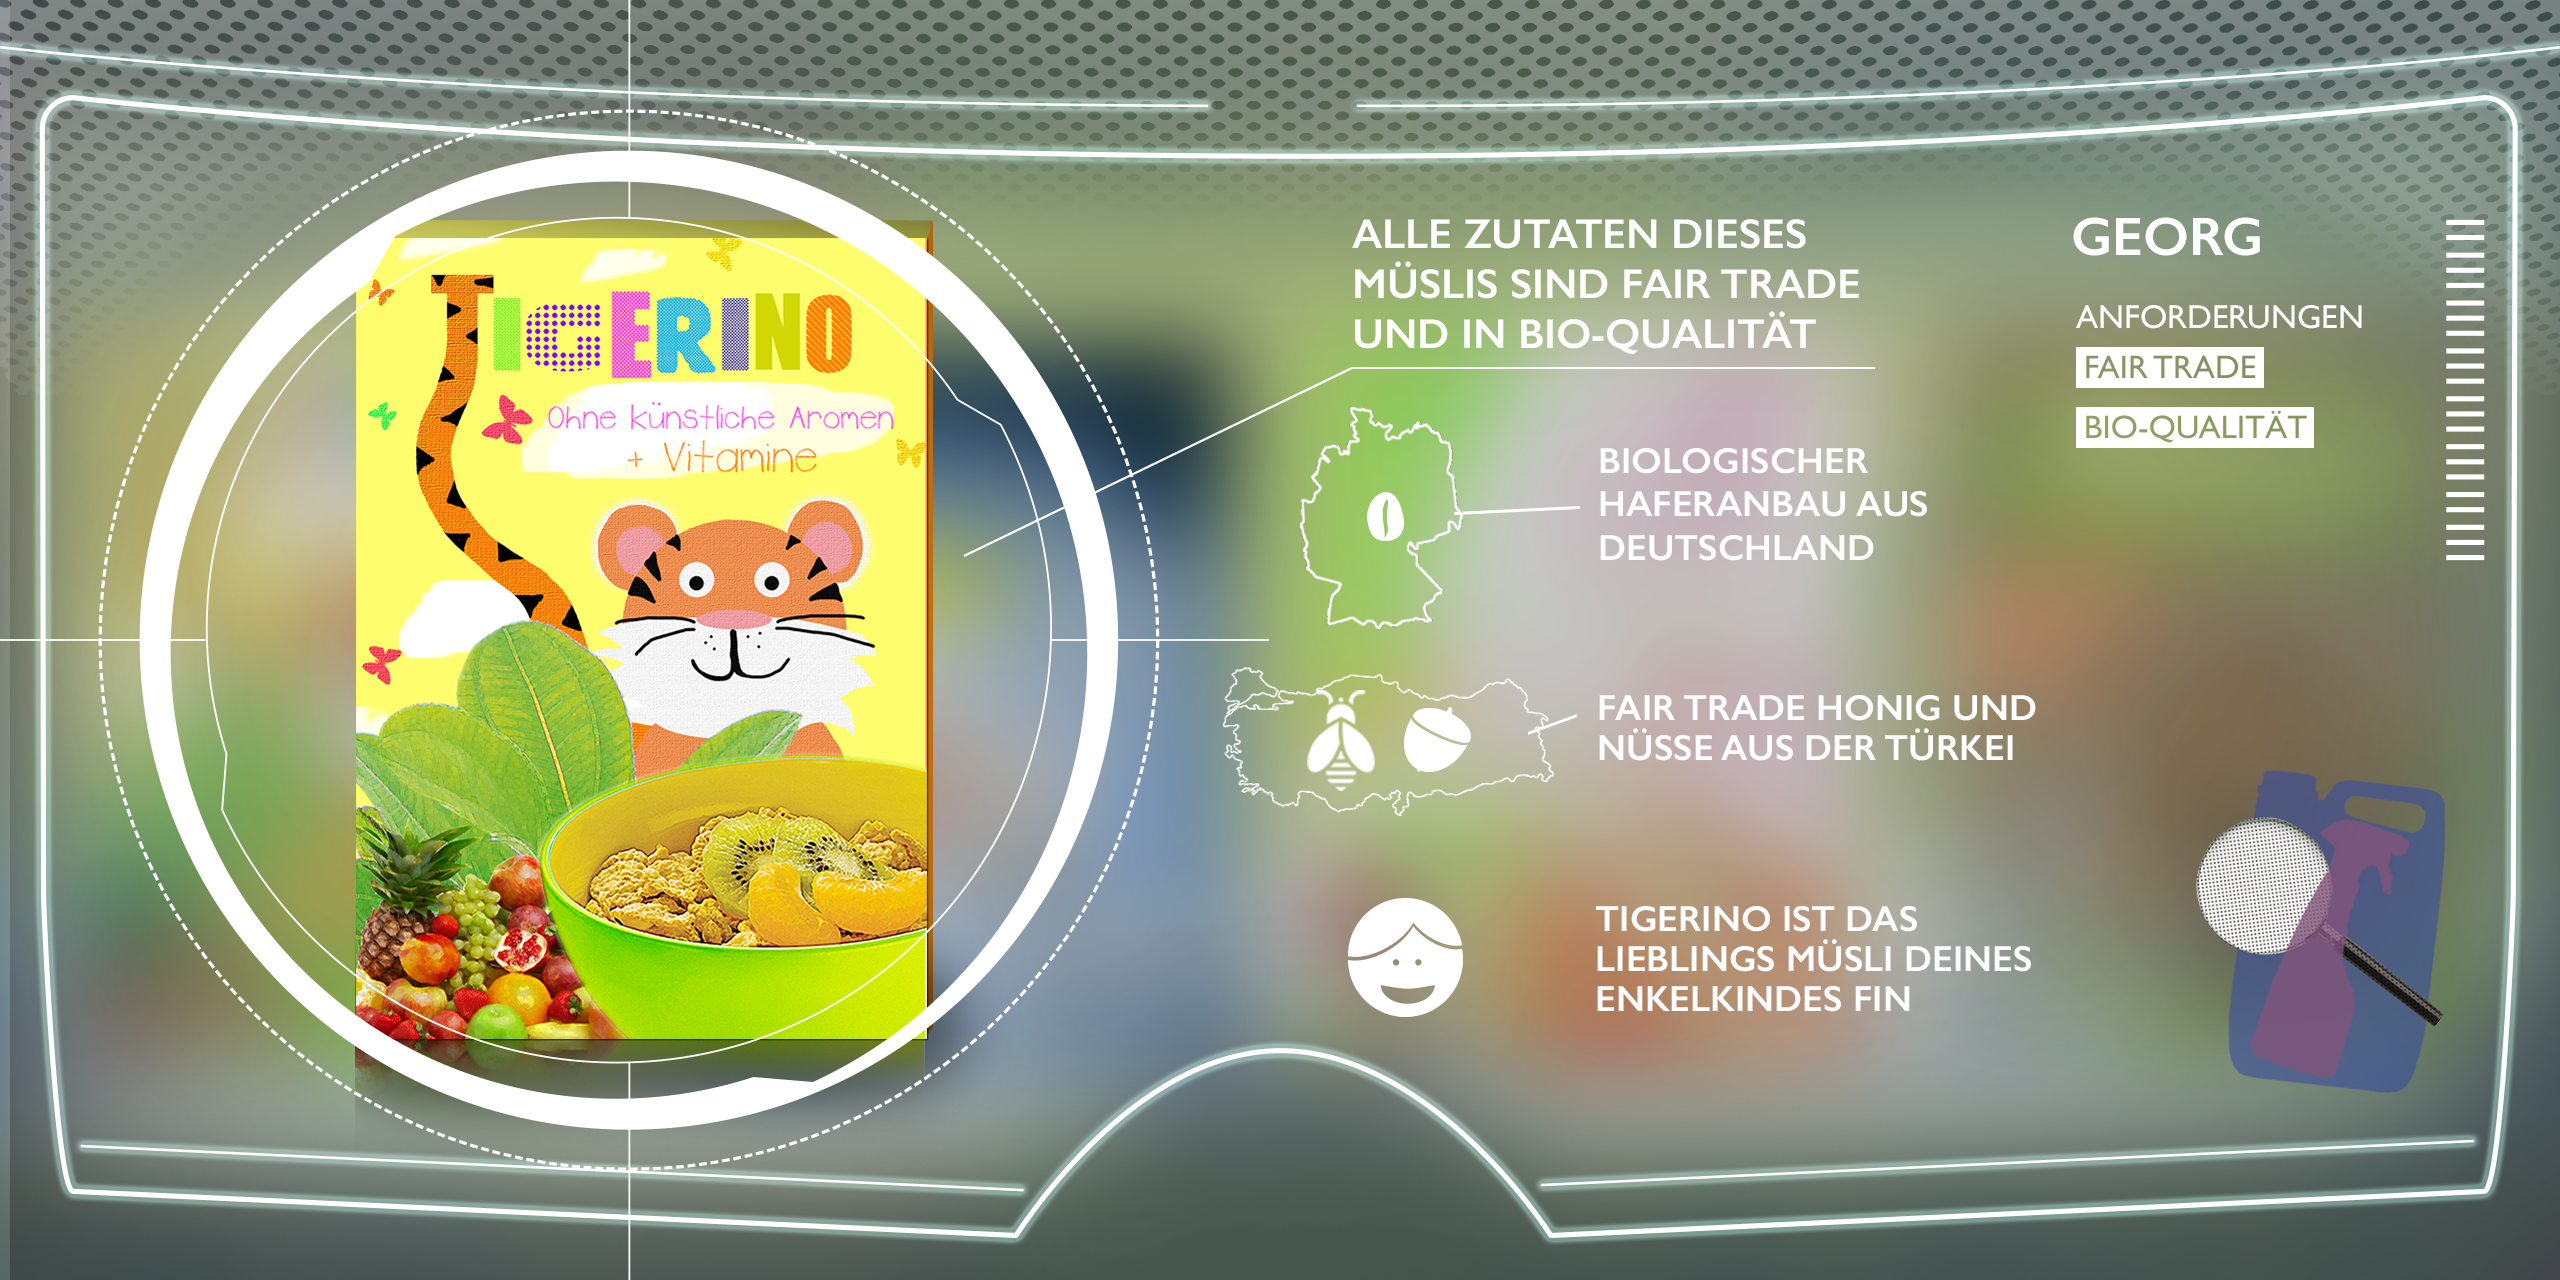 TIGERINO
Ohne künstliche Aromen
+ Vitamine
ALLE ZUTATEN DIESES
MÜSLIS SIND FAIR TRADE
UND IN BIO-QUALITÄT
BIOLOGISCHER
HAFERANBAU AUS
DEUTSCHLAND
FAIR TRADE HONIG UND
NÜSSE AUS DER TÜRKEI
TIGERINO IST DAS
LIEBLINGS MÜSLI DEINES
ENKELKINDES FIN
GEORG
ANFORDERUNGEN
FAIR TRADE
BIO-QUALITÄT